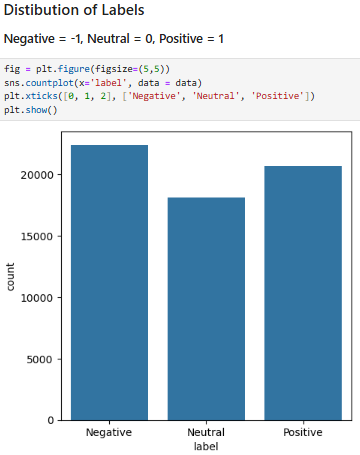 Distibution of Labels
Negative = -1, Neutral = 0, Positive = 1
fig = plt.figure(figsize=(5,5))
sns.countplot(x='label', data = data)
plt.xticks([0, 1, 2], ['Negative', 'Neutral', 'Positive'])
plt.show()
20000
15000
10000
5000
0
count
Negative Neutral Positive
label